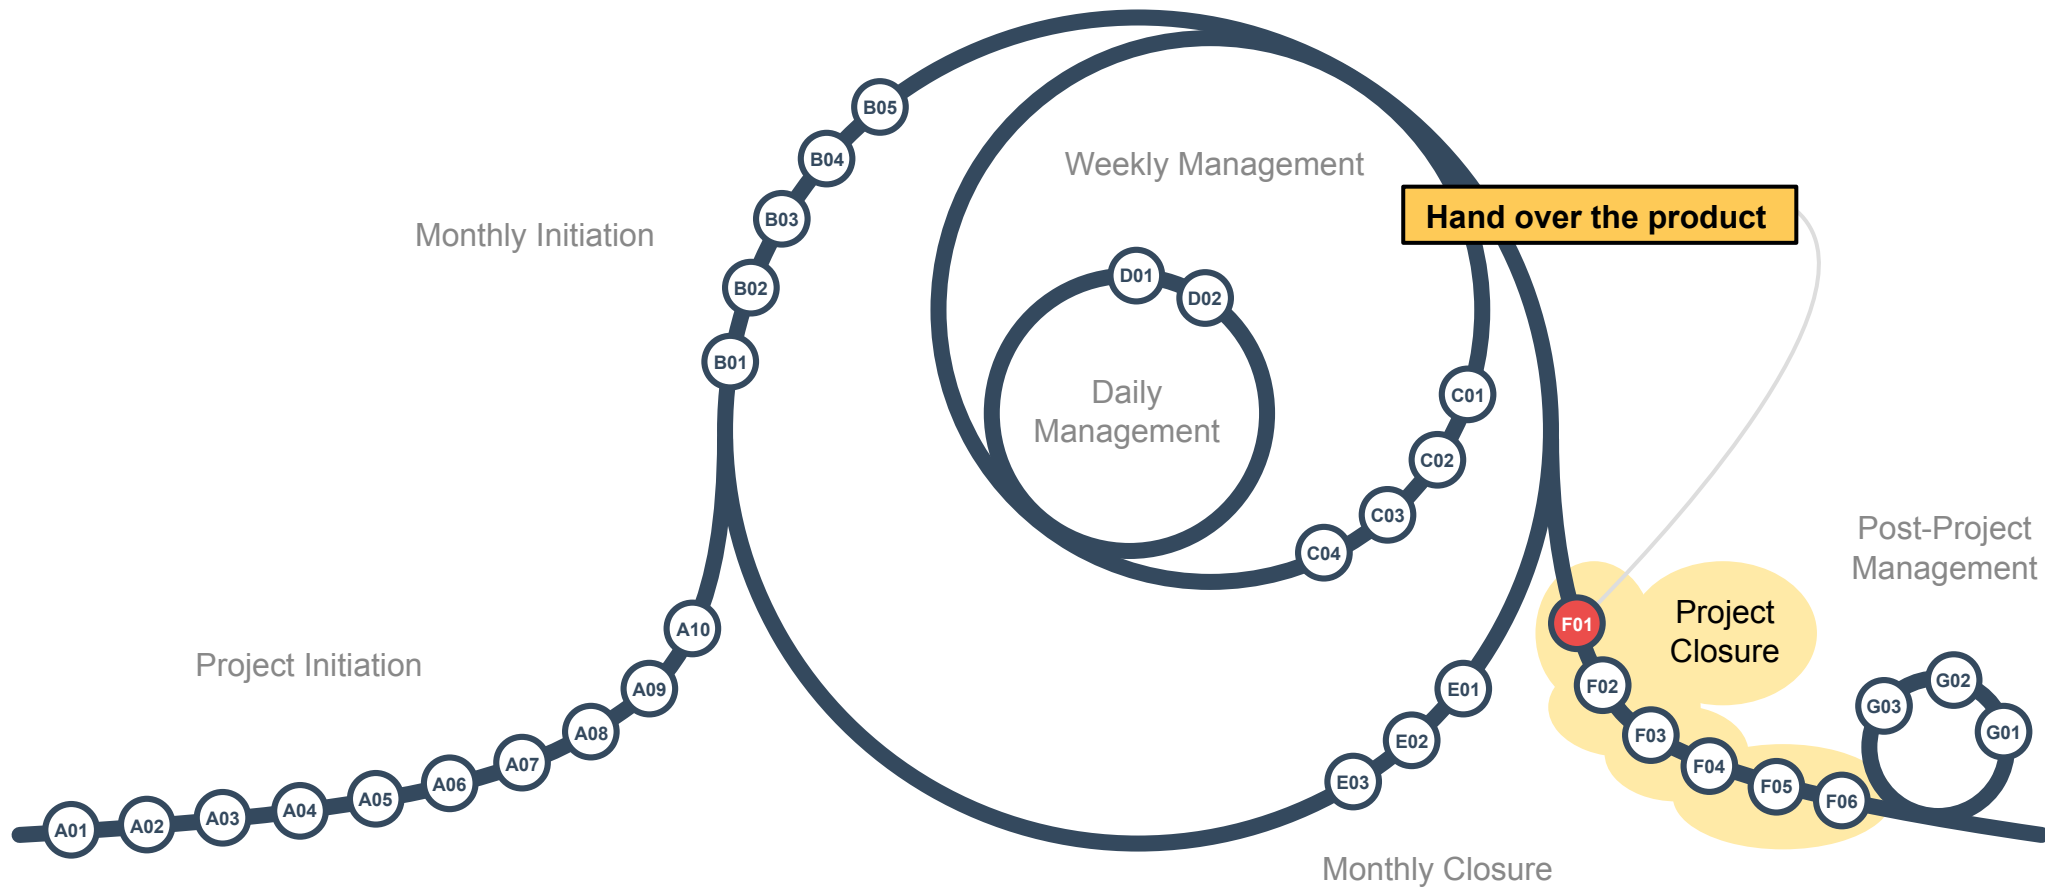 B05
B04
B03
B02
B01
Monthly Initiation
Weekly Management
Hand over the product
D01
D02
Daily
Management
C01
C02
C03
C04
Project Initiation
A01
A02
A03
A04
A05
A06
A07
A08
A09
A10
E01
E02
E03
Monthly Closure
F01
Project
Closure
F02
F03
F04
F05
F06
Post-Project
Management
G03
G02
G01